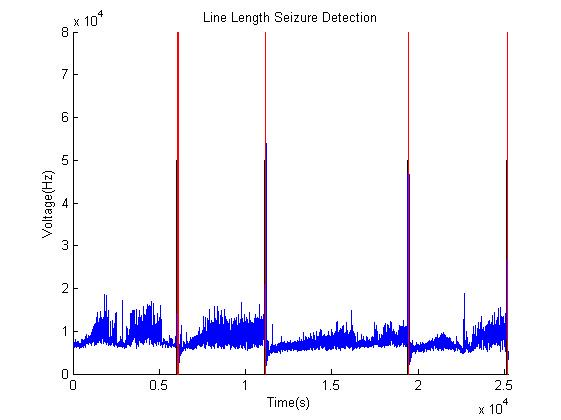 Line Length Seizure Detection
x 10^4
8
7
6
5
4
3
2
1
0
Voltage(Hz)
0 0.5 1 1.5 2 2.5
x 10^4
Time(s)